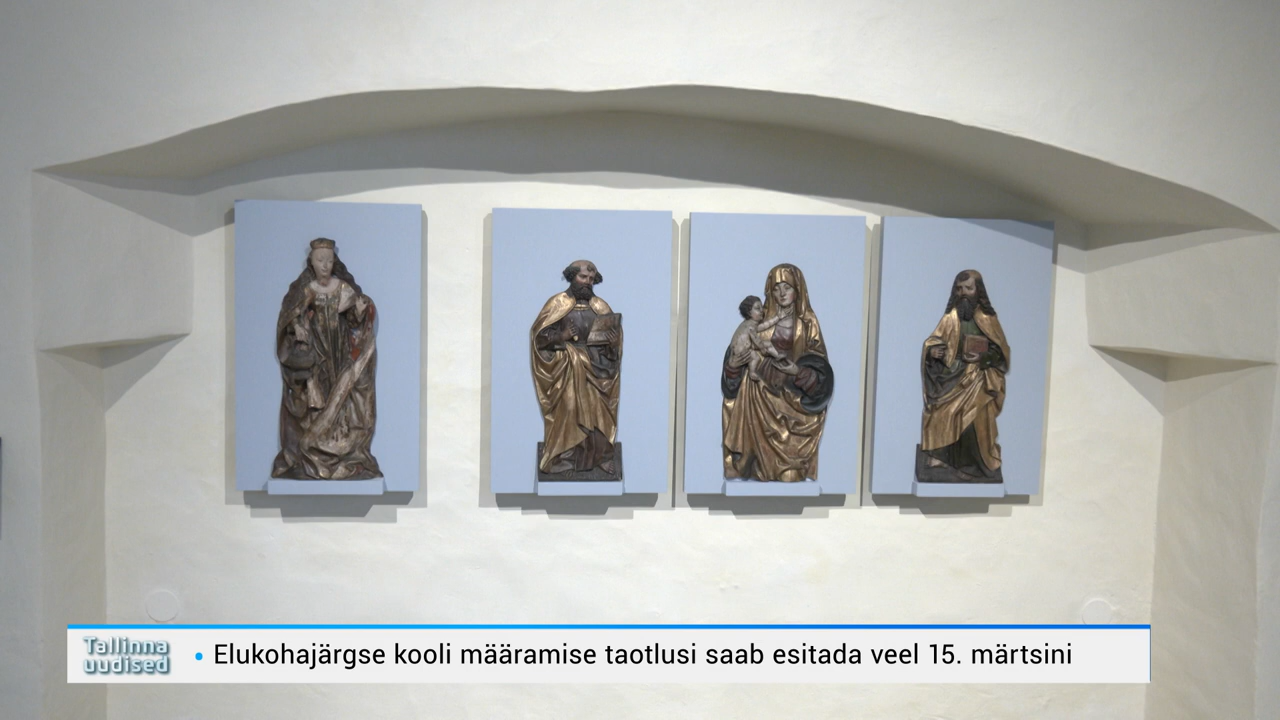 Tallinna
uudised
• Elukohajärgse kooli määramise taotlusi saab esitada veel 15. märtsini